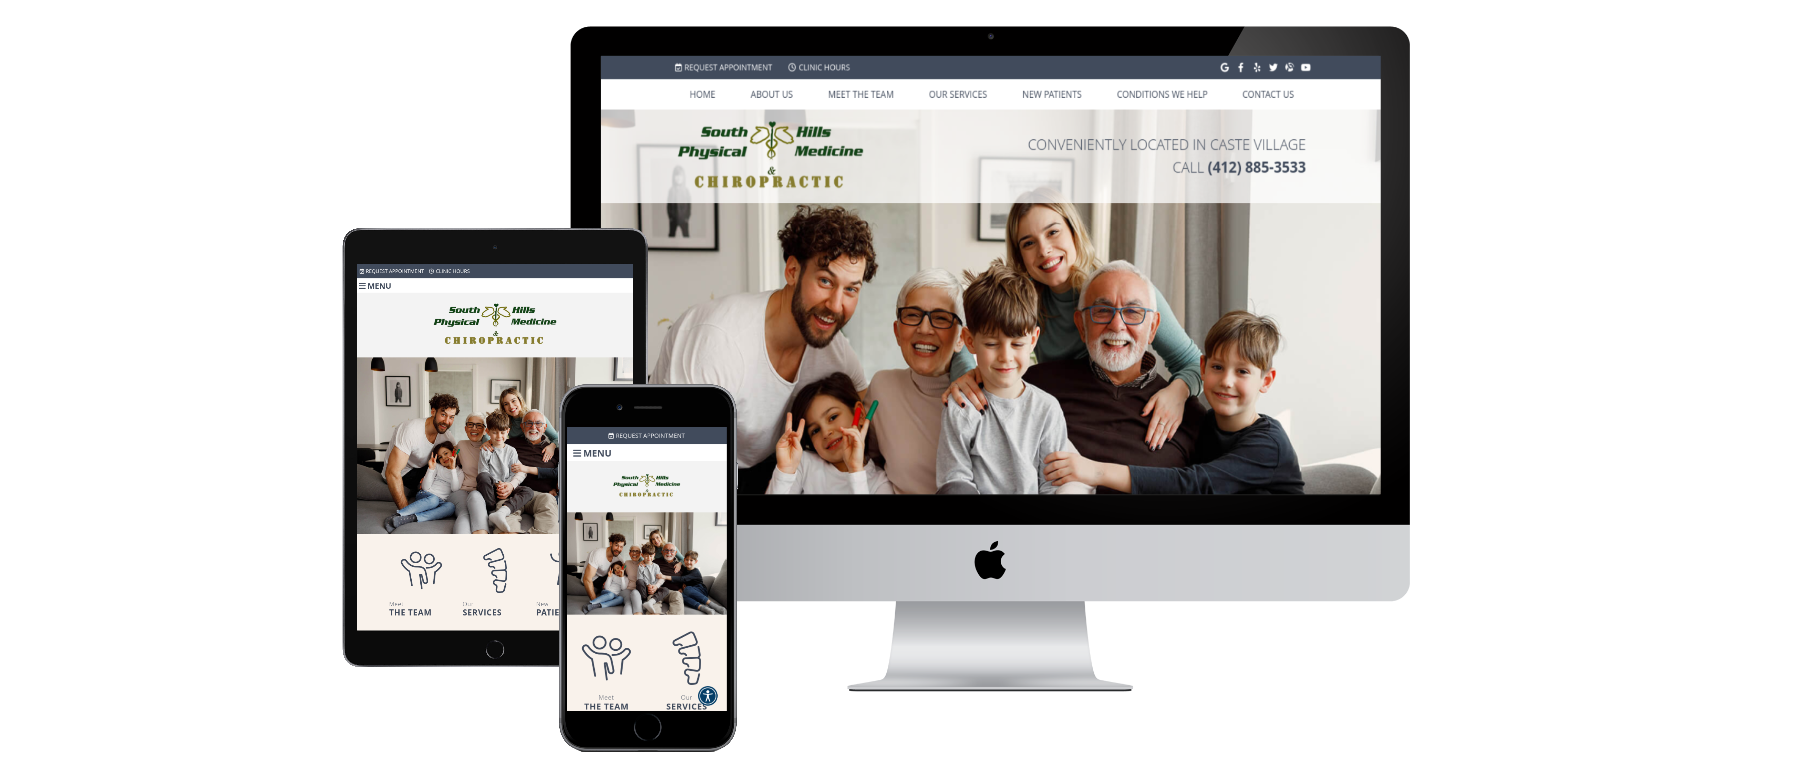 REQUEST APPOINTMENT CLINIC HOURS
HOME ABOUT US MEET THE TEAM OUR SERVICES NEW PATIENTS CONDITIONS WE HELP CONTACT US
South Hills
Physical Medicine
&
CHIROPRACTIC
CONVENIENTLY LOCATED IN CASTE VILLAGE
CALL (412) 885-3533
REQUEST APPOINTMENT CLINIC HOURS
MENU
South Hills
Physical Medicine
&
CHIROPRACTIC
Meet Our New
THE TEAM SERVICES PATIE
REQUEST APPOINTMENT
MENU
South Hills
Physical Medicine
&
CHIROPRACTIC
Meet Our
THE TEAM SERVICES